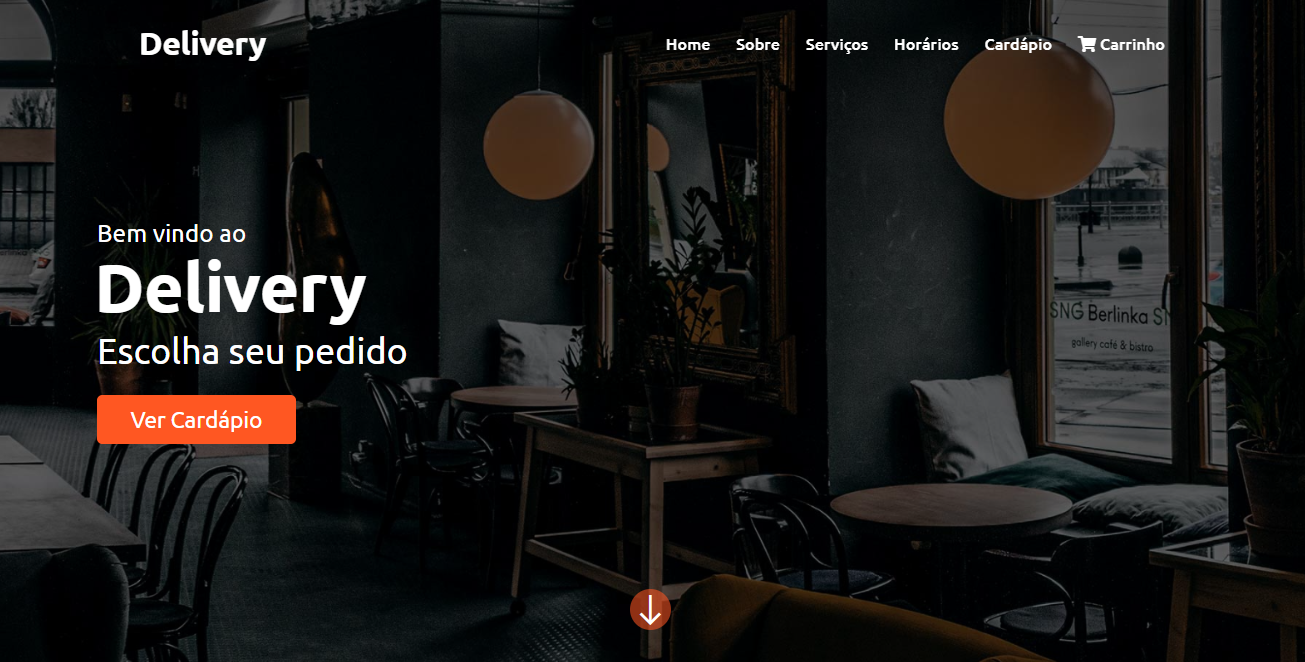 Delivery
Home Sobre Serviços Horários Cardápio Carrinho
Bem vindo ao
Delivery
Escolha seu pedido
SNG Berlinka SN
gallery café & bistro
Ver Cardápio